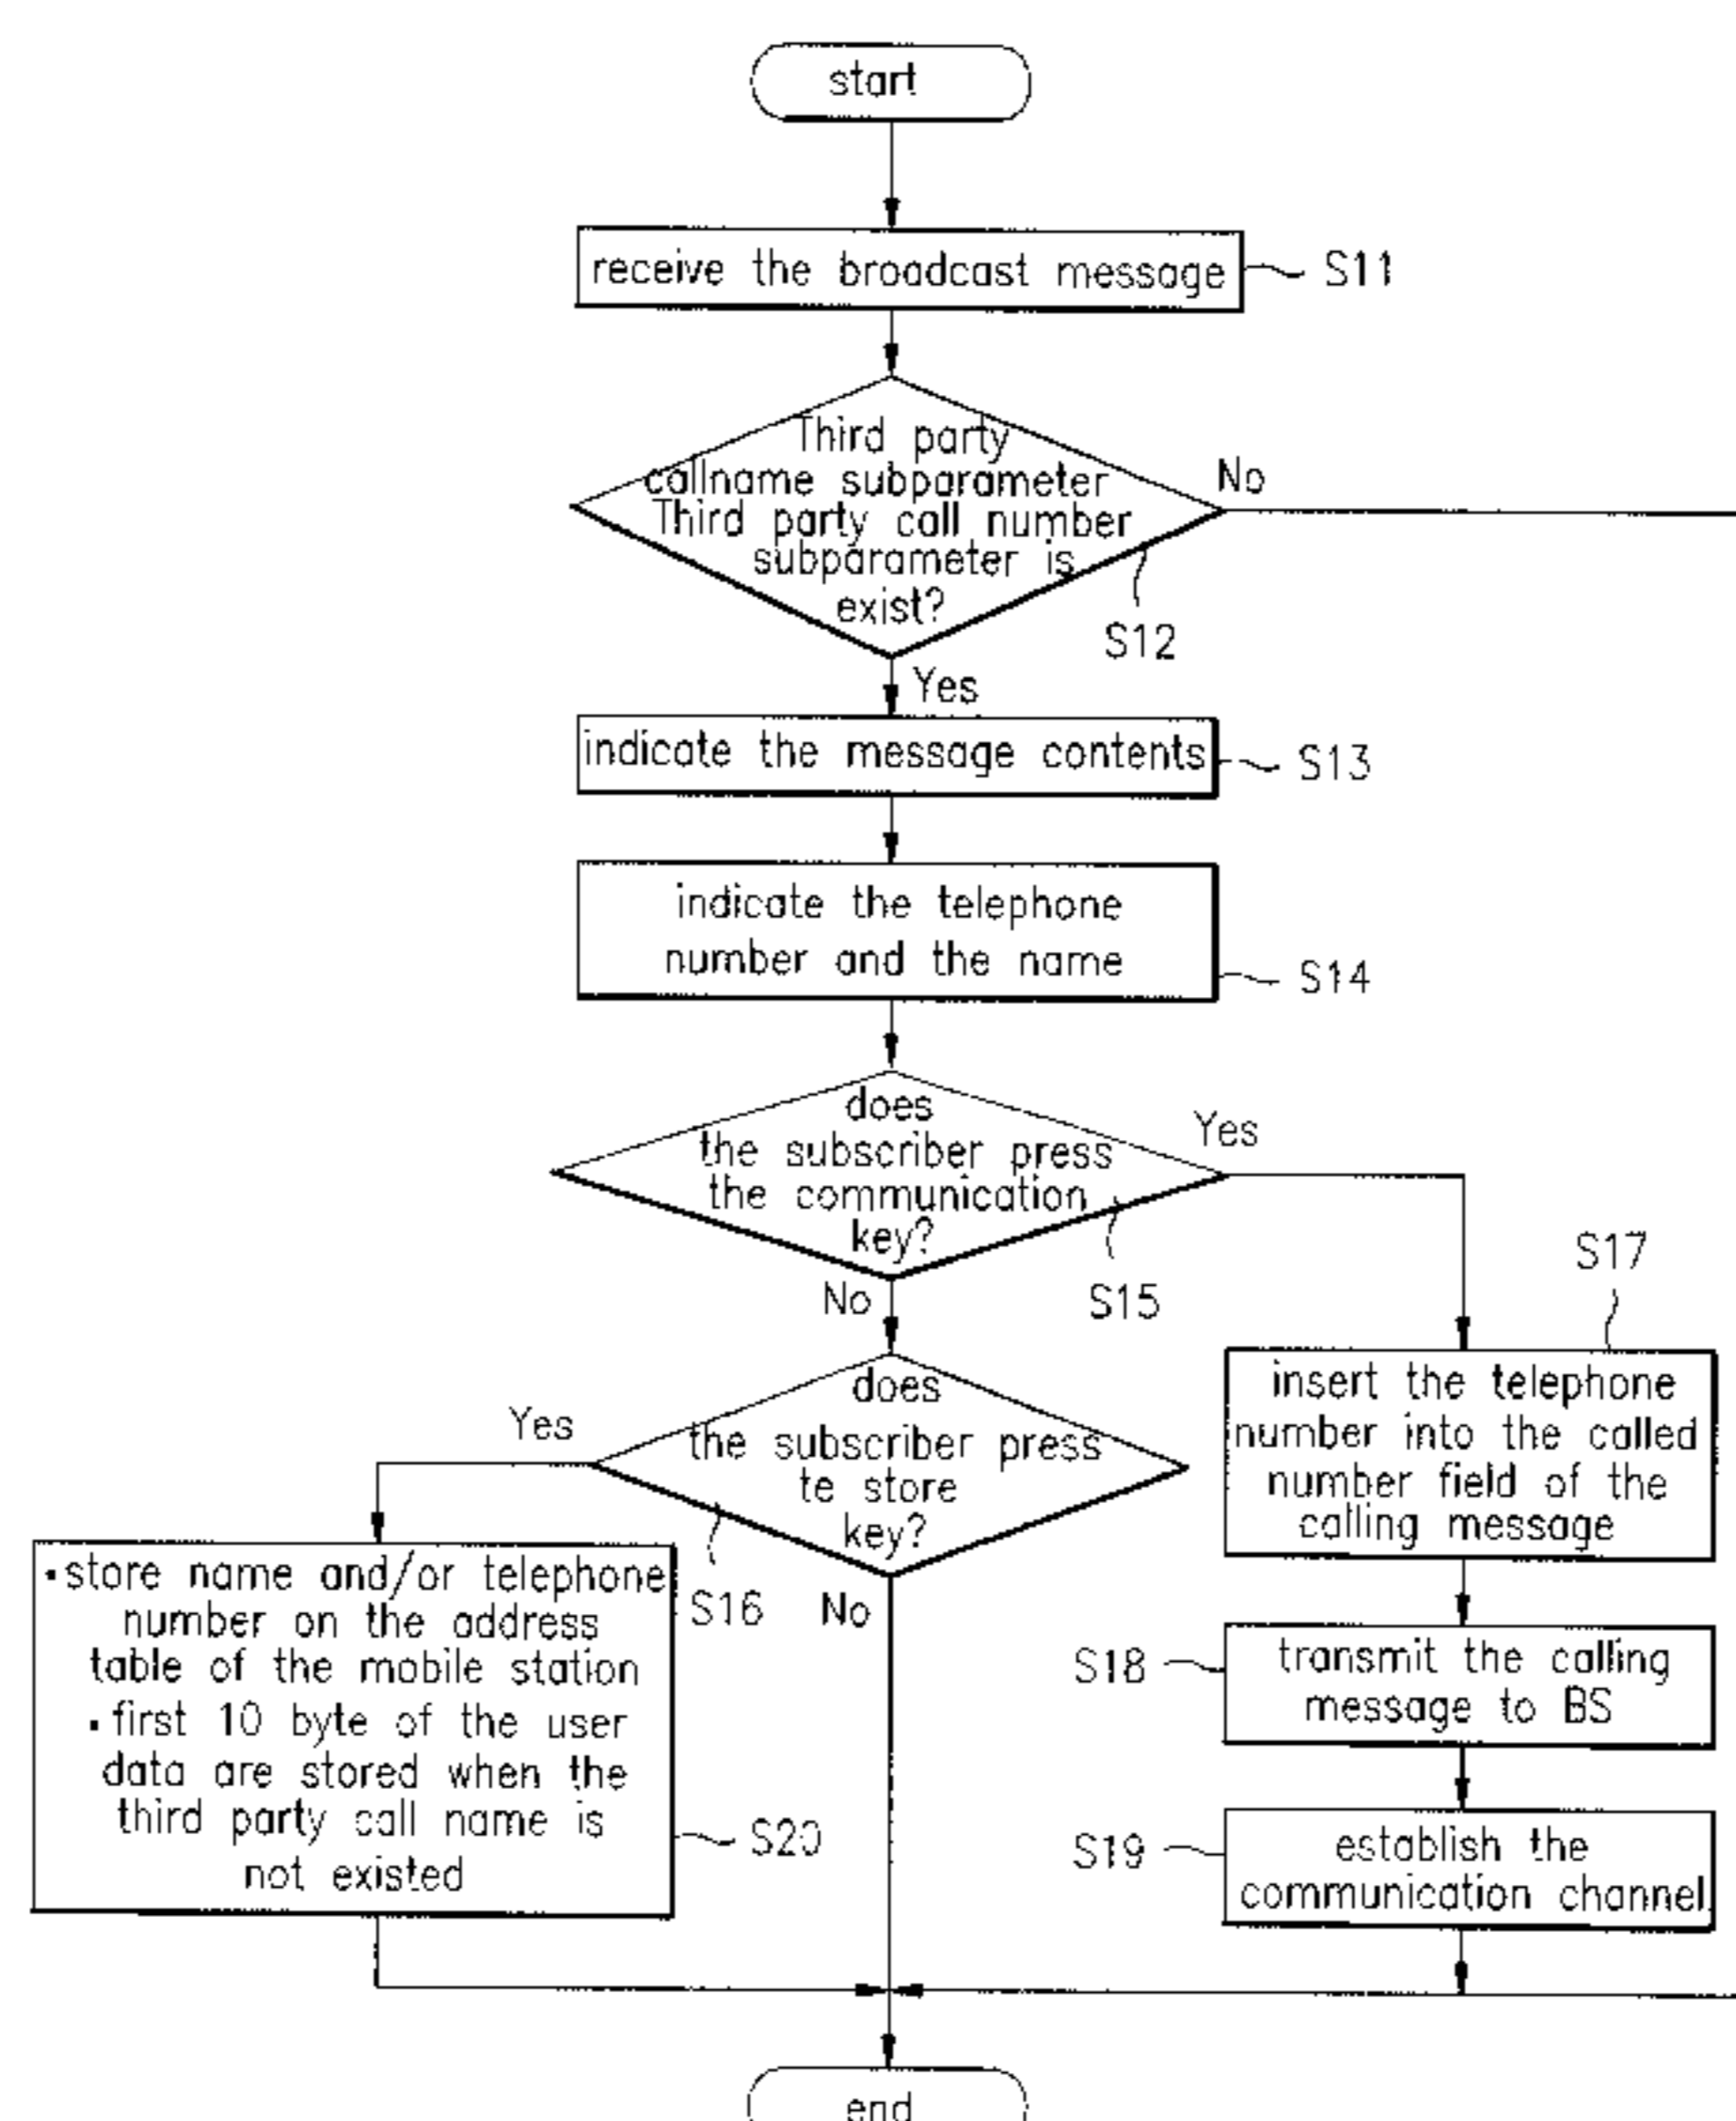 start
receive the broadcast message
S11
Third party
callname subparameter
Third party call number
subparameter is
exist?
No
S12
Yes
indicate the message contents
S13
indicate the telephone
number and the name
S14
does
the subscriber press
the communication
key?
Yes
S15
No
S17
does
the subscriber press
te store
key?
Yes
S16
No
insert the telephone
number into the called
number field of the
calling message
•store name and/or telephone
number on the address
table of the mobile station
•first 10 byte of the user
data are stored when the
third party call name is
not existed
S20
S18
transmit the calling
message to BS
S19
establish the
communication channel
end